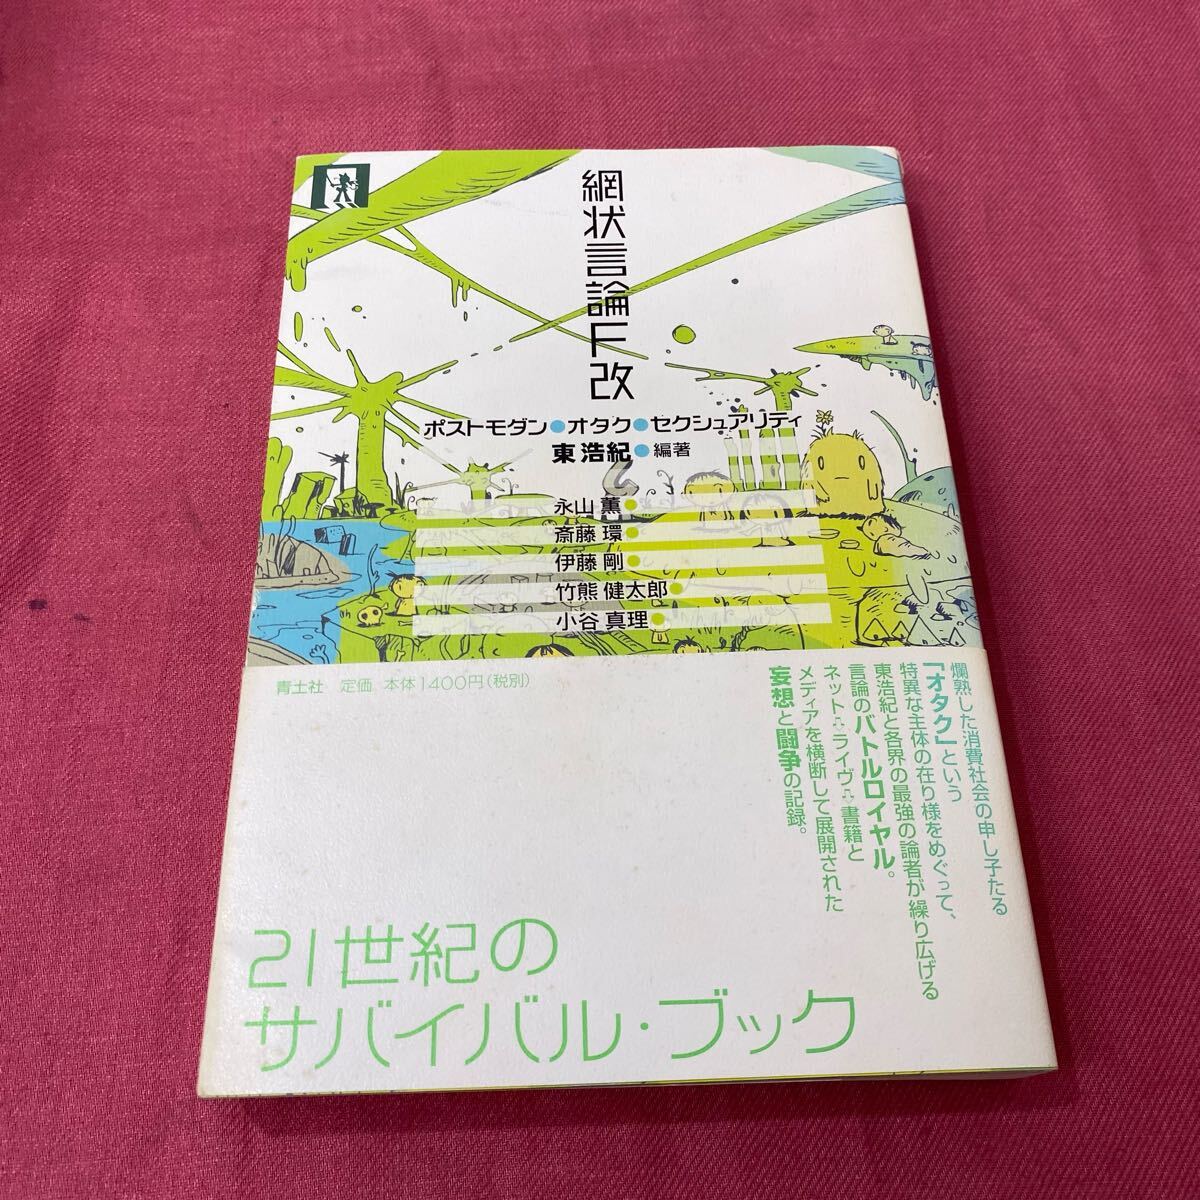 網状言論F改
ポストモダン●オタク●セクシュアリティ
東 浩紀●編著
永山 薫●
斎藤 環●
伊藤 剛●
竹熊 健太郎●
小谷 真理●
青土社　定価　本体1400円（税別）
爛熟した消費社会の申し子たる
「オタク」という
特異な主体の在り様をめぐって、
東浩紀と各界の最強の論者が繰り広げる
言論のバトルロイヤル。
ネット∴ライヴ∴書籍と
メディアを横断して展開された
妄想と闘争の記録。
21世紀の
サバイバル・ブック